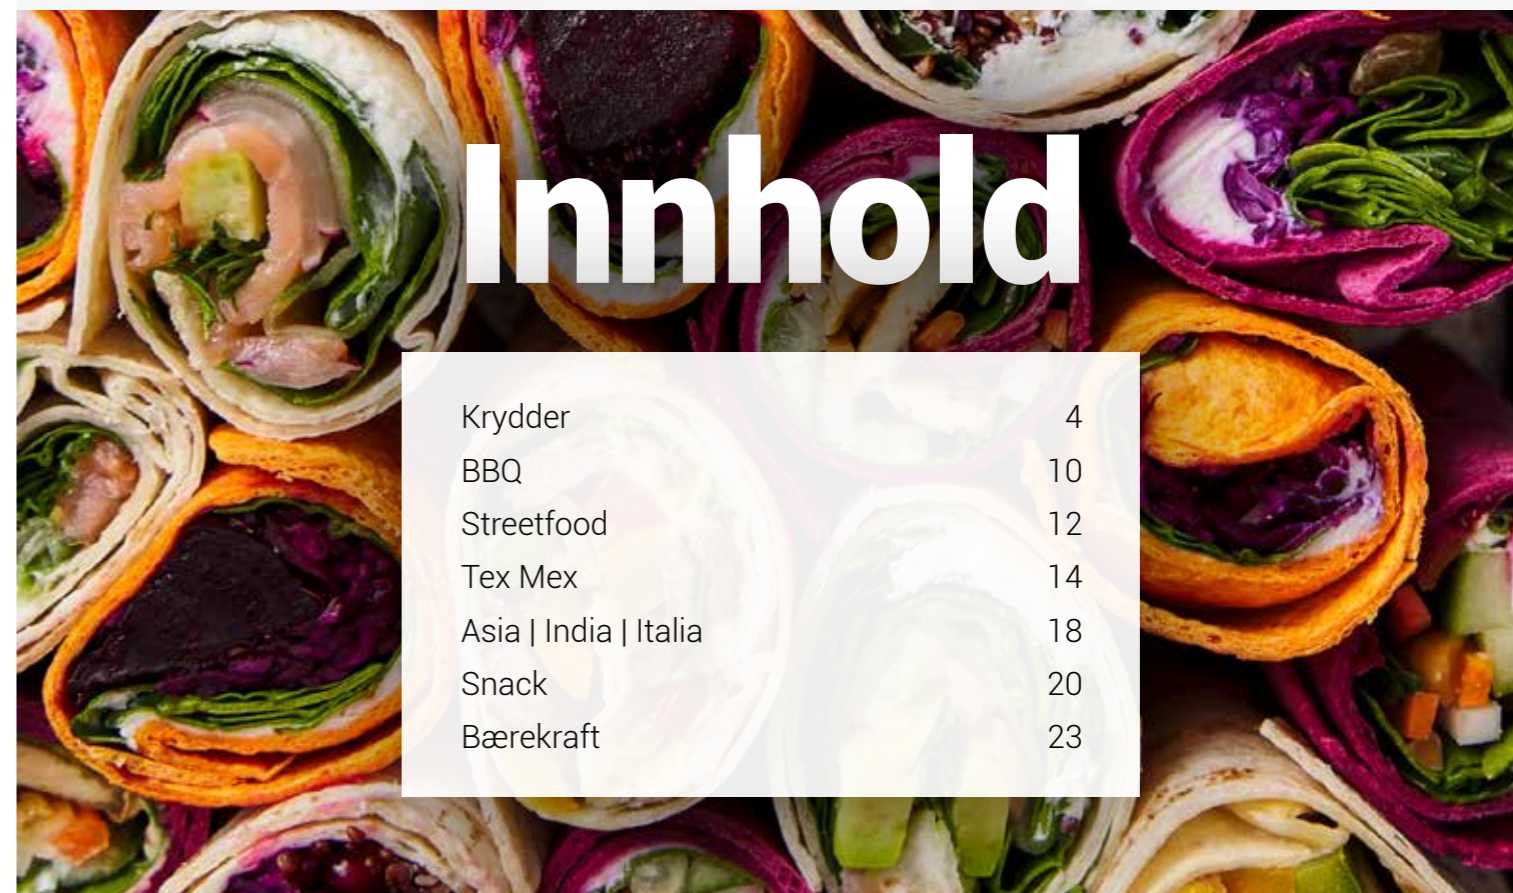 Innhold
Krydder 4
BBQ 10
Streetfood 12
Tex Mex 14
Asia | India | Italia 18
Snack 20
Bærekraft 23